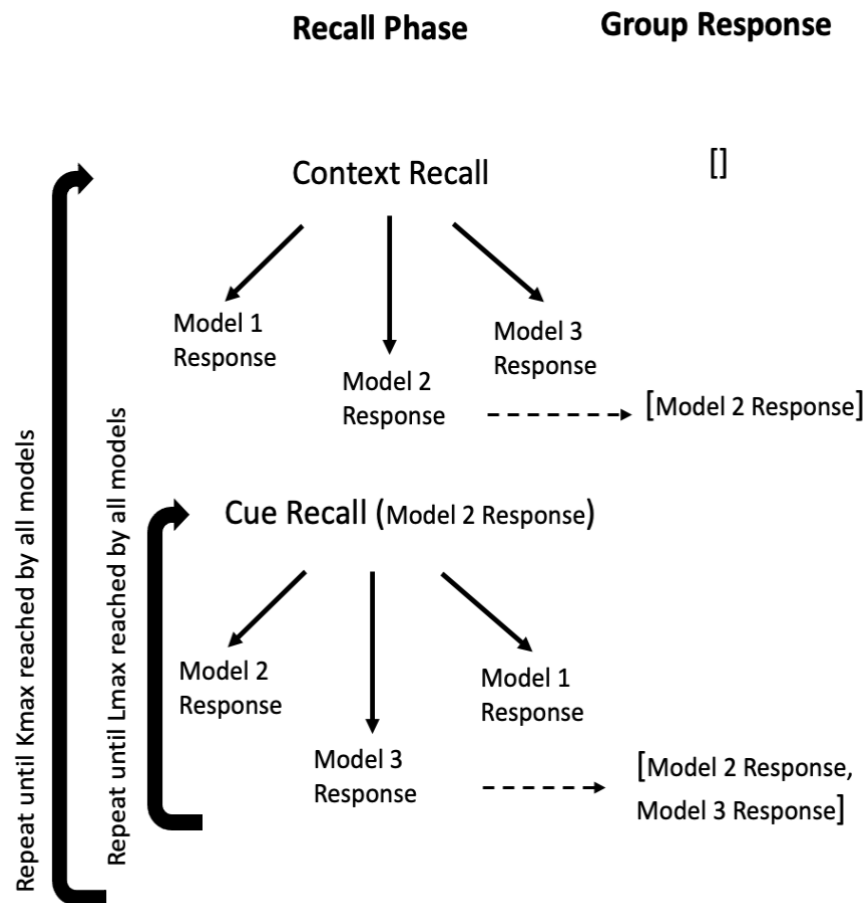 Recall Phase
Group Response
Context Recall
[]
Model 1
Response
Model 2
Response
Model 3
Response
[Model 2 Response]
Cue Recall (Model 2 Response)
Model 2
Response
Model 3
Response
Model 1
Response
[Model 2 Response,
Model 3 Response]
Repeat until Kmax reached by all models
Repeat until Lmax reached by all models